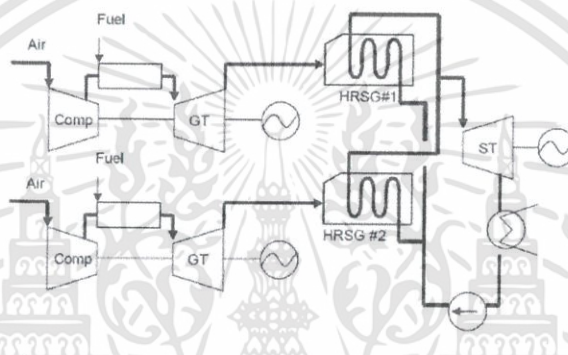 Fuel
Air
Comp
GT
HRSG#1
ST
Fuel
Air
Comp
GT
HRSG #2